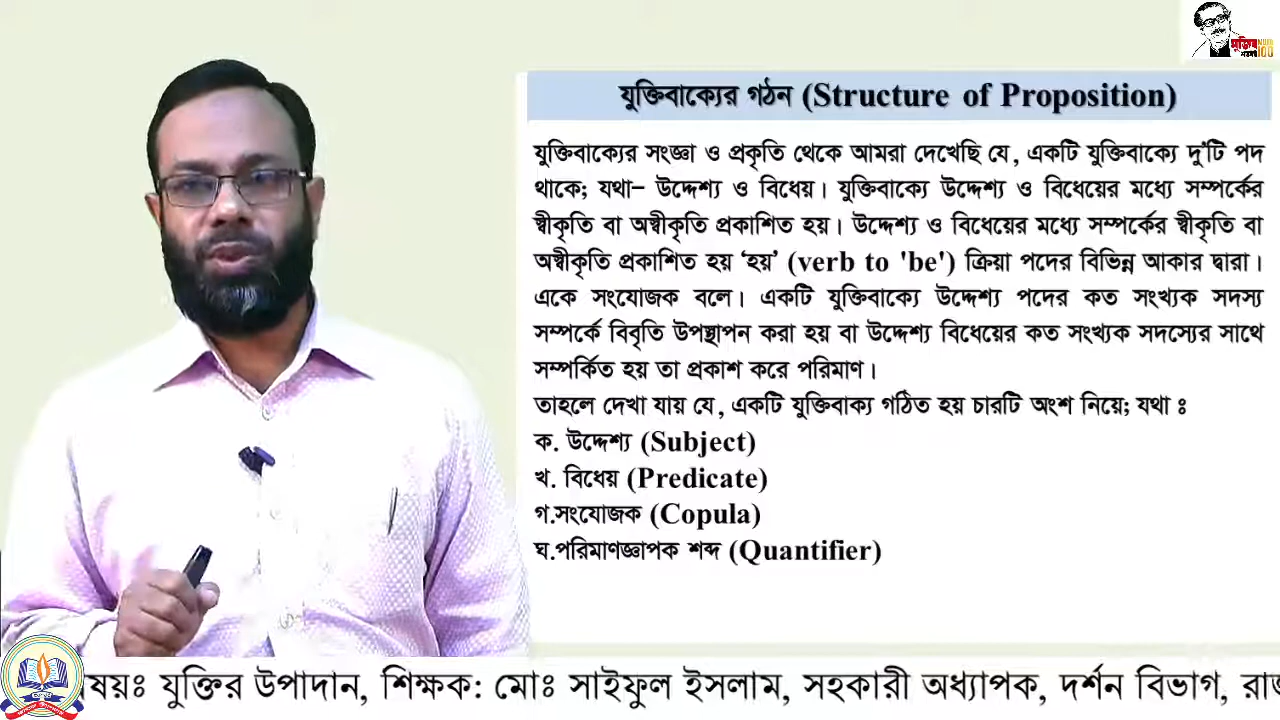 যুক্তিবাক্যের গঠন (Structure of Proposition)
যুক্তিবাক্যের সংজ্ঞা ও প্রকৃতি থেকে আমরা দেখেছি যে, একটি যুক্তিবাক্যে দু'টি পদ
থাকে; যথা– উদ্দেশ্য ও বিধেয়। যুক্তিবাক্যে উদ্দেশ্য ও বিধেয়ের মধ্যে সম্পর্কের
স্বীকৃতি বা অস্বীকৃতি প্রকাশিত হয়। উদ্দেশ্য ও বিধেয়ের মধ্যে সম্পর্কের স্বীকৃতি বা
অস্বীকৃতি প্রকাশিত হয় ‘হয়’ (verb to 'be') ক্রিয়া পদের বিভিন্ন আকার দ্বারা।
একে সংযোজক বলে। একটি যুক্তিবাক্যে উদ্দেশ্য পদের কত সংখ্যক সদস্য
সম্পর্কে বিবৃতি উপস্থাপন করা হয় বা উদ্দেশ্য বিধেয়ের কত সংখ্যক সদস্যের সাথে
সম্পর্কিত হয় তা প্রকাশ করে পরিমাণ।
তাহলে দেখা যায় যে, একটি যুক্তিবাক্য গঠিত হয় চারটি অংশ নিয়ে; যথা ঃ
ক. উদ্দেশ্য (Subject)
খ. বিধেয় (Predicate)
গ.সংযোজক (Copula)
ঘ.পরিমাণজ্ঞাপক শব্দ (Quantifier)
ষয়ঃ যুক্তির উপাদান, শিক্ষক: মোঃ সাইফুল ইসলাম, সহকারী অধ্যাপক, দর্শন বিভাগ,